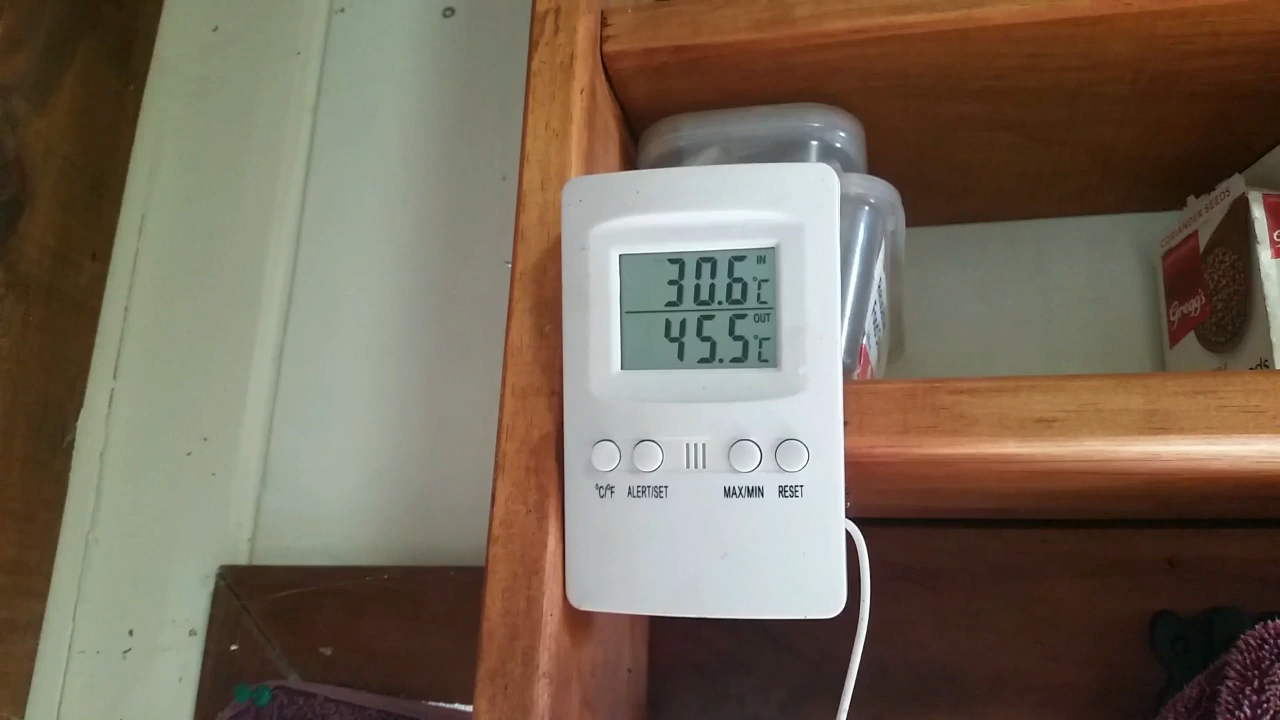 30.6 °C IN
45.5 °C OUT
°C/°F ALERT/SET MAX/MIN RESET
CORIANDER SEEDS
Gregg's